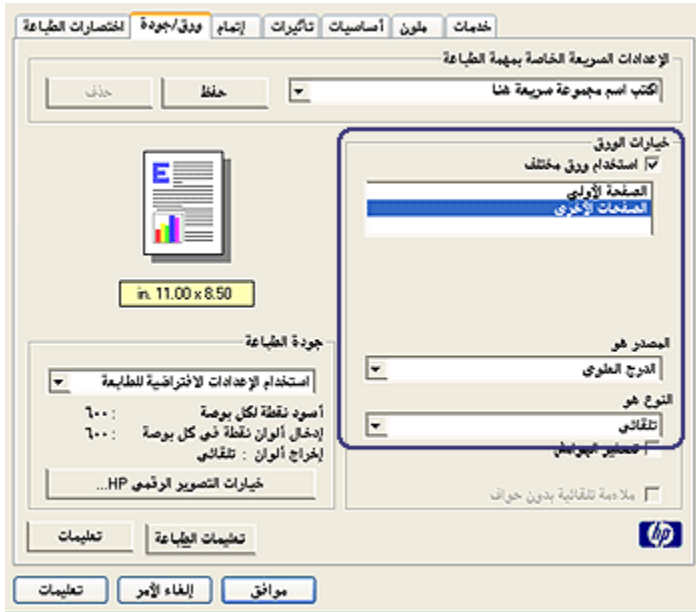 خدمات
ملون
أساسيات
تأثيرات
إتمام
ورق/جودة
اختصارات الطباعة
الإعدادات السريعة الخاصة بمهمة الطباعة
اكتب اسم مجموعة سريعة هنا
حفظ
حذف
خيارات الورق
استخدام ورق مختلف
الصفحة الأولى
الصفحات الأخرى
E
in. 11.00 x 8.50
المصدر هو
الدرج العلوي
النوع هو
تلقائي
تصغير الهوامش
ملاءمة تلقائية بدون حواف
جودة الطباعة
استخدام الإعدادات الافتراضية للطابعة
أسود نقطة لكل بوصة : ٦٠٠
إدخال ألوان نقطة في كل بوصة : ٦٠٠
إخراج ألوان : تلقائي
خيارات التصوير الرقمي HP...
hp
تعليمات الطباعة
تعليمات
موافق
إلغاء الأمر
تعليمات